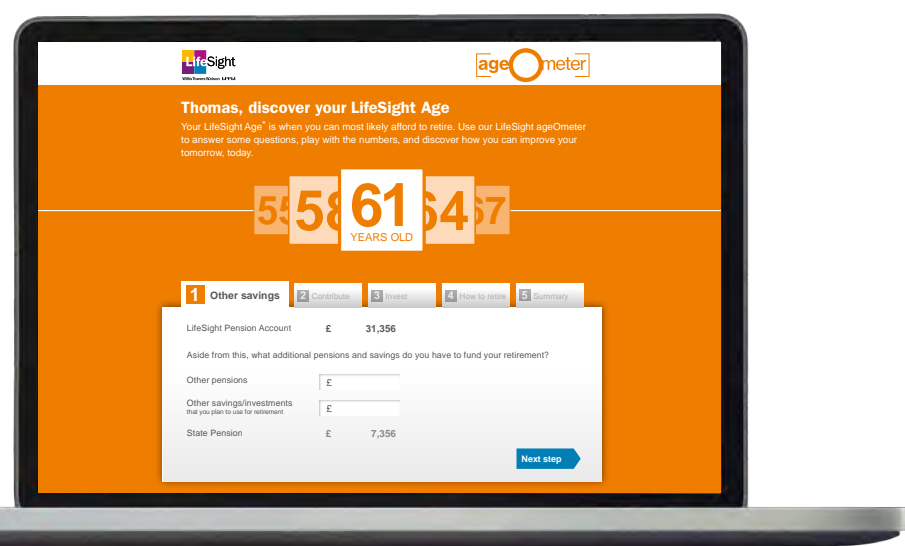 LifeSight
Willis Towers Watson
ageOmeter
Thomas, discover your LifeSight Age
Your LifeSight Age* is when you can most likely afford to retire. Use our LifeSight ageOmeter
to answer some questions, play with the numbers, and discover how you can improve your
tomorrow, today.
58 61 64 67
YEARS OLD
1 Other savings 2 Contribute 3 Invest 4 How to retire 5 Summary
LifeSight Pension Account £ 31,356
Aside from this, what additional pensions and savings do you have to fund your retirement?
Other pensions £
Other savings/investments £
that you plan to use for retirement
State Pension £ 7,356
Next step